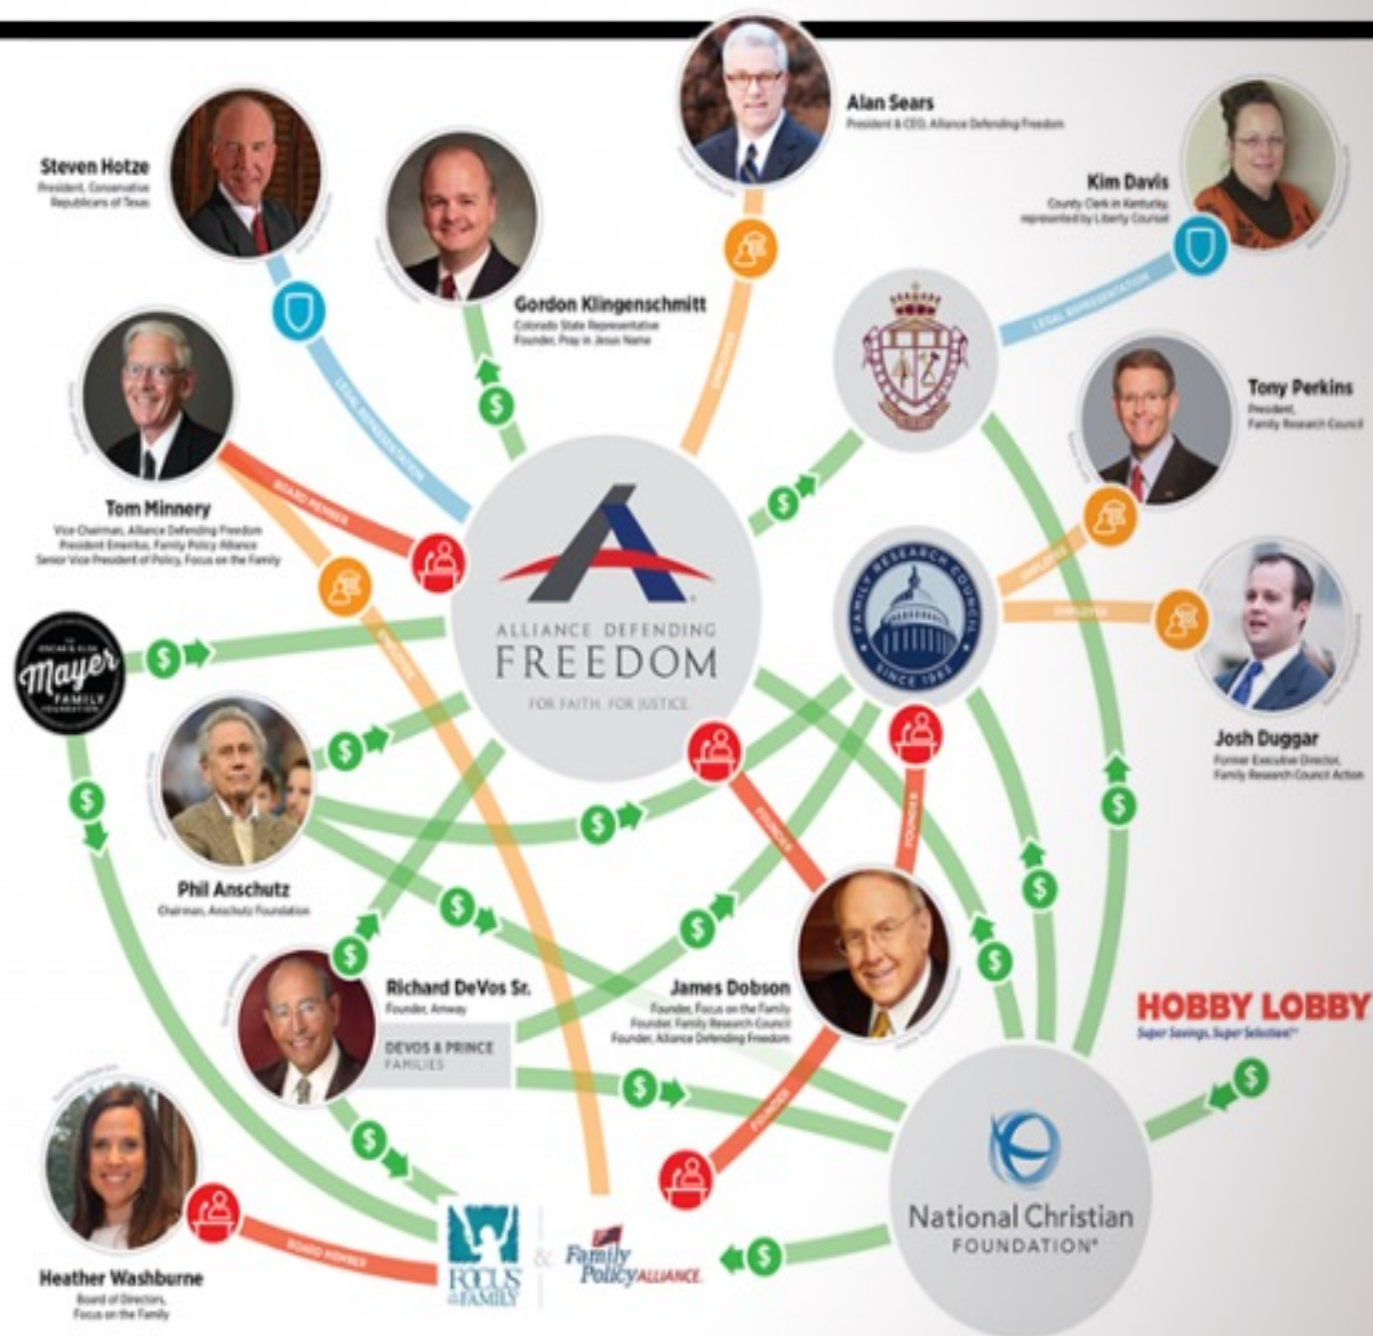 Alan Sears
President & CEO, Alliance Defending Freedom
Steven Hotze
President, Conservative
Republicans of Texas
Kim Davis
County Clerk in Kentucky,
represented by Liberty Counsel
Gordon Klingenschmitt
Colorado State Representative
Founder, Pray in Jesus Name
EMPLOYEE
LEGAL REPRESENTATION
LEGAL REPRESENTATION
Tony Perkins
President,
Family Research Council
Tom Minnery
Vice Chairman, Alliance Defending Freedom
President Emeritus, Family Policy Alliance
Senior Vice President of Policy, Focus on the Family
BOARD MEMBER
EMPLOYEE
ALLIANCE DEFENDING
FREEDOM
FOR FAITH. FOR JUSTICE.
FAMILY RESEARCH COUNCIL
SINCE 1983
EMPLOYEE
EMPLOYEE
Mayer
FAMILY
FOUNDATION
Josh Duggar
Former Executive Director,
Family Research Council Action
Phil Anschutz
Chairman, Anschutz Foundation
FOUNDER
FOUNDER
Richard DeVos Sr.
Founder, Amway
DEVOS & PRINCE
FAMILIES
James Dobson
Founder, Focus on the Family
Founder, Family Research Council
Founder, Alliance Defending Freedom
FOUNDER
HOBBY LOBBY
Super Savings, Super Selection!
National Christian
FOUNDATION
Heather Washburne
Board of Directors,
Focus on the Family
BOARD MEMBER
FOCUS
ON THE
FAMILY
&
Family
Policy ALLIANCE.